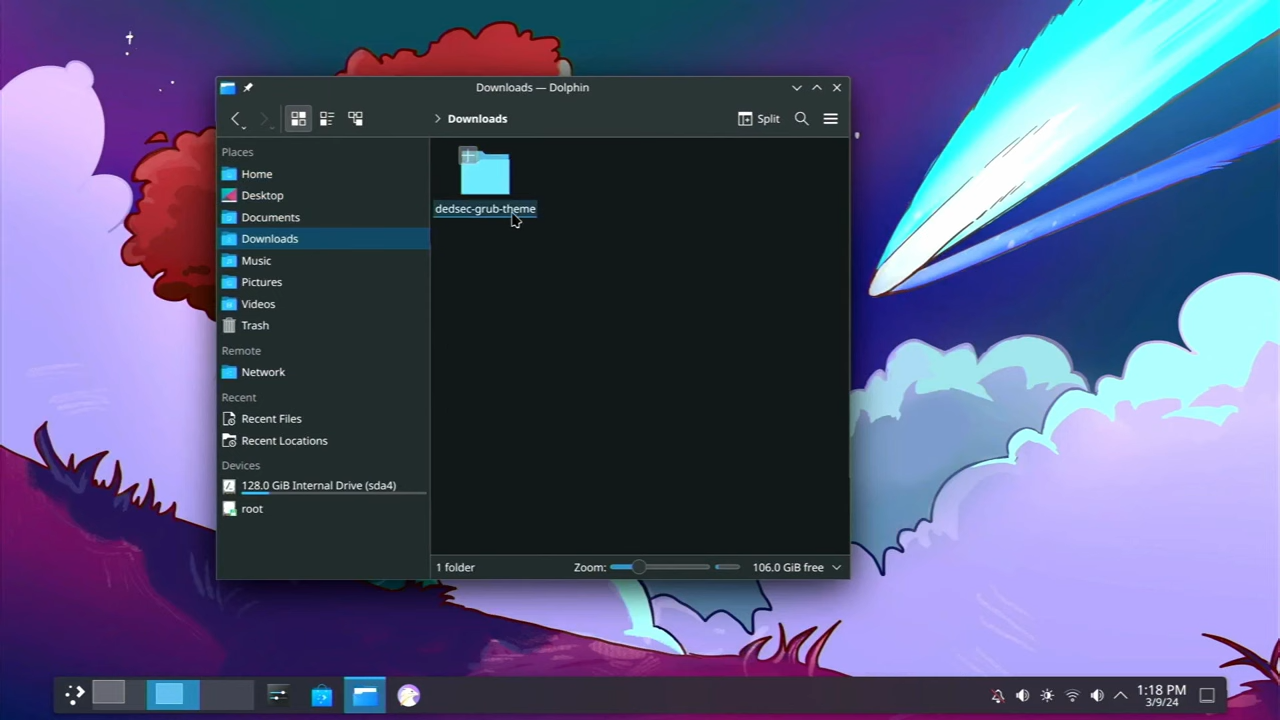 Downloads — Dolphin
Downloads
Split
Places
Home
Desktop
Documents
Downloads
Music
Pictures
Videos
Trash
Remote
Network
Recent
Recent Files
Recent Locations
Devices
128.0 GiB Internal Drive (sda4)
root
dedsec-grub-theme
1 folder
Zoom:
106.0 GiB free
1:18 PM
3/9/24